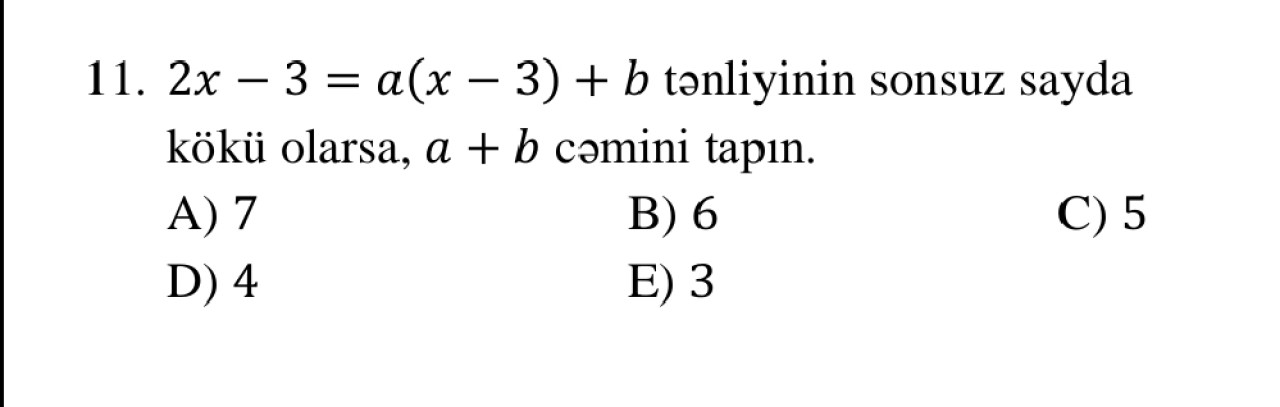 11. 2x − 3 = a(x − 3) + b tənliyinin sonsuz sayda
kökü olarsa, a + b cəmini tapın.
A) 7 B) 6 C) 5
D) 4 E) 3